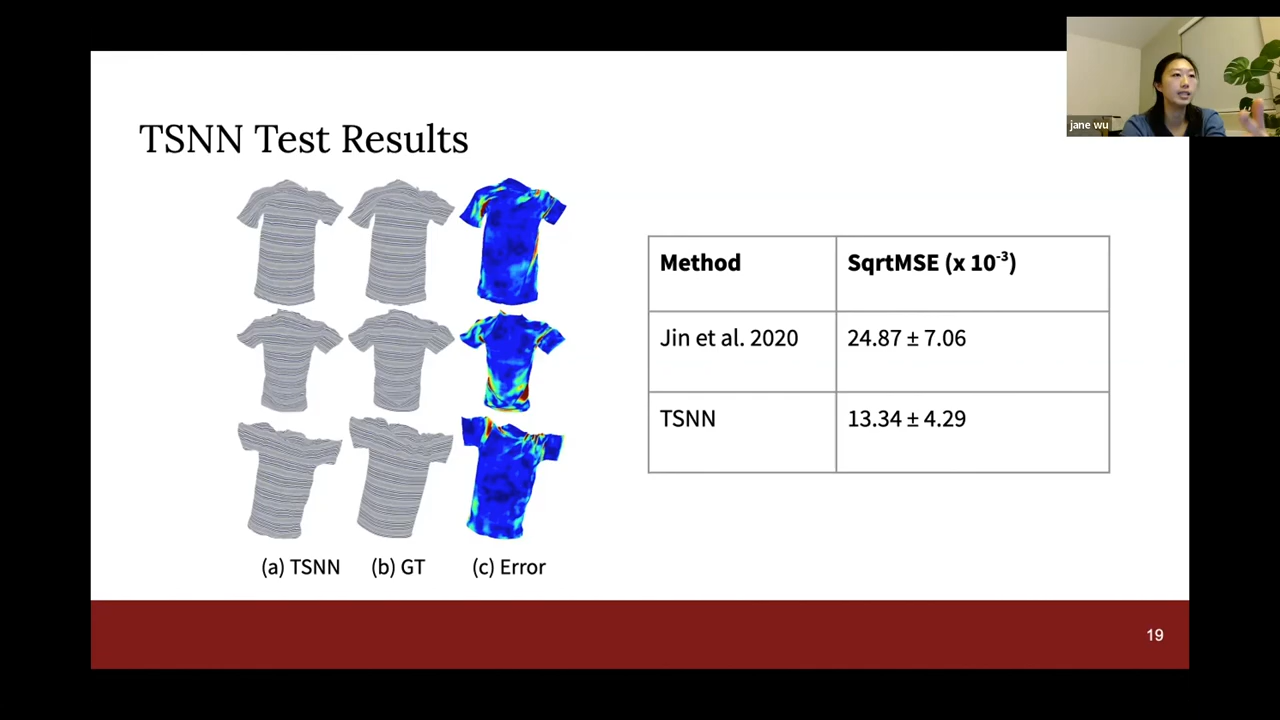 jane wu
TSNN Test Results
Method SqrtMSE (x 10⁻³)
Jin et al. 2020 24.87 ± 7.06
TSNN 13.34 ± 4.29
(a) TSNN (b) GT (c) Error
19